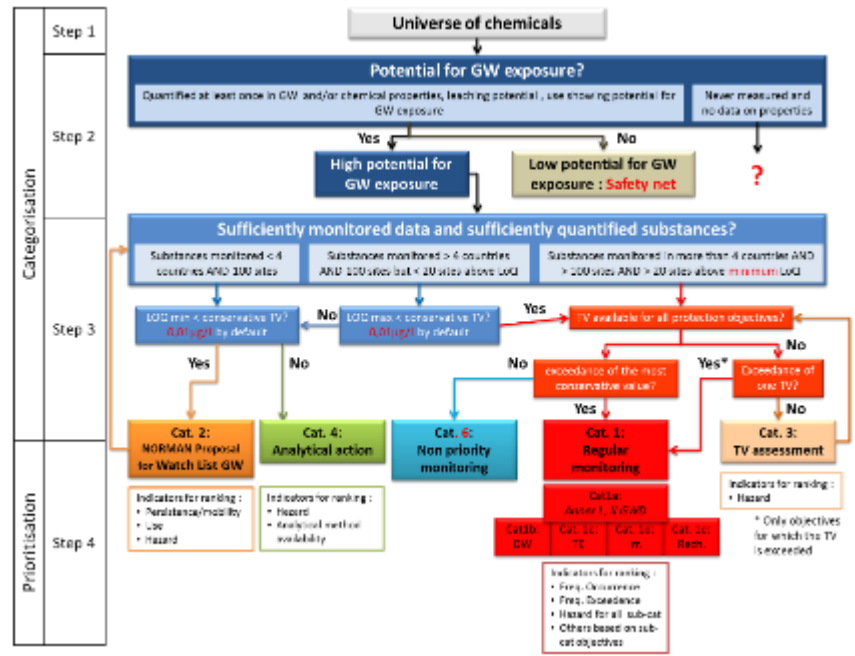 Step 1
Universe of chemicals
Categorisation
Step 2
Potential for GW exposure?
Quantified at least once in GW and/or chemical properties, leaching potential , use showing potential for
GW exposure
Never measured and
no data on properties
Yes
No
High potential for
GW exposure
Low potential for GW
exposure : Safety net
?
Step 3
Sufficiently monitored data and sufficiently quantified substances?
Substances monitored < 4
countries AND 100 sites
Substances monitored > 4 countries
AND 100 sites but < 20 sites above LoQ
Substances monitored in more than 4 countries AND
> 100 sites AND > 20 sites above minimum LoQ
LOQ min < conservative TV?
0,01µg/l by default
No
LOQ max < conservative TV?
0,01µg/l by default
Yes
TV available for all protection objectives?
No
Yes
No
No
exceedance of the most
conservative value?
Yes*
Exceedance of
one TV?
Yes
No
Prioritisation
Step 4
Cat. 2:
NORMAN Proposal
for Watch List GW
Cat. 4:
Analytical action
Cat. 6:
Non priority
monitoring
Cat. 1:
Regular
monitoring
Cat. 3:
TV assessment
Indicators for ranking :
• Persistence/mobility
• Use
• Hazard
Indicators for ranking :
• Hazard
• Analytical method
availability
Cat1a:
Annex I, II GWD
Cat1b:
GW
Cat. 1c:
TE
Indicators for ranking :
• Hazard
* Only objectives
for which the TV
is exceeded
Indicators for ranking :
• Freq. Occurrence
• Freq. Exceedence
• Hazard for all sub-cat
• Others based on sub-
cat objectives